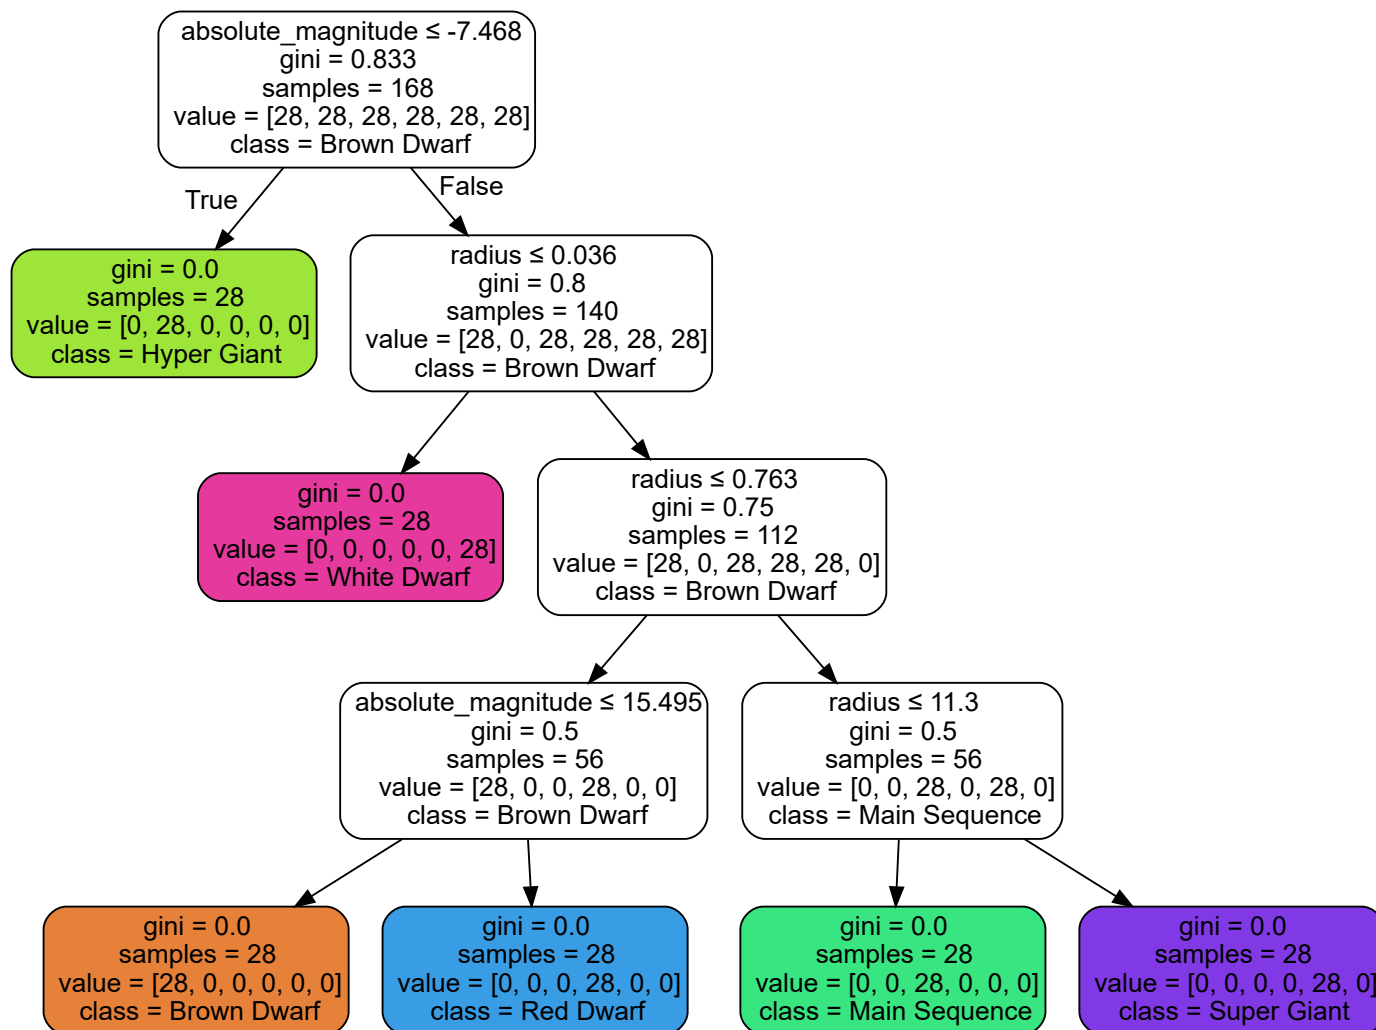 absolute_magnitude ≤ -7.468
gini = 0.833
samples = 168
value = [28, 28, 28, 28, 28, 28]
class = Brown Dwarf
True
False
gini = 0.0
samples = 28
value = [0, 28, 0, 0, 0, 0]
class = Hyper Giant
radius ≤ 0.036
gini = 0.8
samples = 140
value = [28, 0, 28, 28, 28, 28]
class = Brown Dwarf
gini = 0.0
samples = 28
value = [0, 0, 0, 0, 0, 28]
class = White Dwarf
radius ≤ 0.763
gini = 0.75
samples = 112
value = [28, 0, 28, 28, 28, 0]
class = Brown Dwarf
absolute_magnitude ≤ 15.495
gini = 0.5
samples = 56
value = [28, 0, 0, 28, 0, 0]
class = Brown Dwarf
radius ≤ 11.3
gini = 0.5
samples = 56
value = [0, 0, 28, 0, 28, 0]
class = Main Sequence
gini = 0.0
samples = 28
value = [28, 0, 0, 0, 0, 0]
class = Brown Dwarf
gini = 0.0
samples = 28
value = [0, 0, 0, 28, 0, 0]
class = Red Dwarf
gini = 0.0
samples = 28
value = [0, 0, 28, 0, 0, 0]
class = Main Sequence
gini = 0.0
samples = 28
value = [0, 0, 0, 0, 28, 0]
class = Super Giant